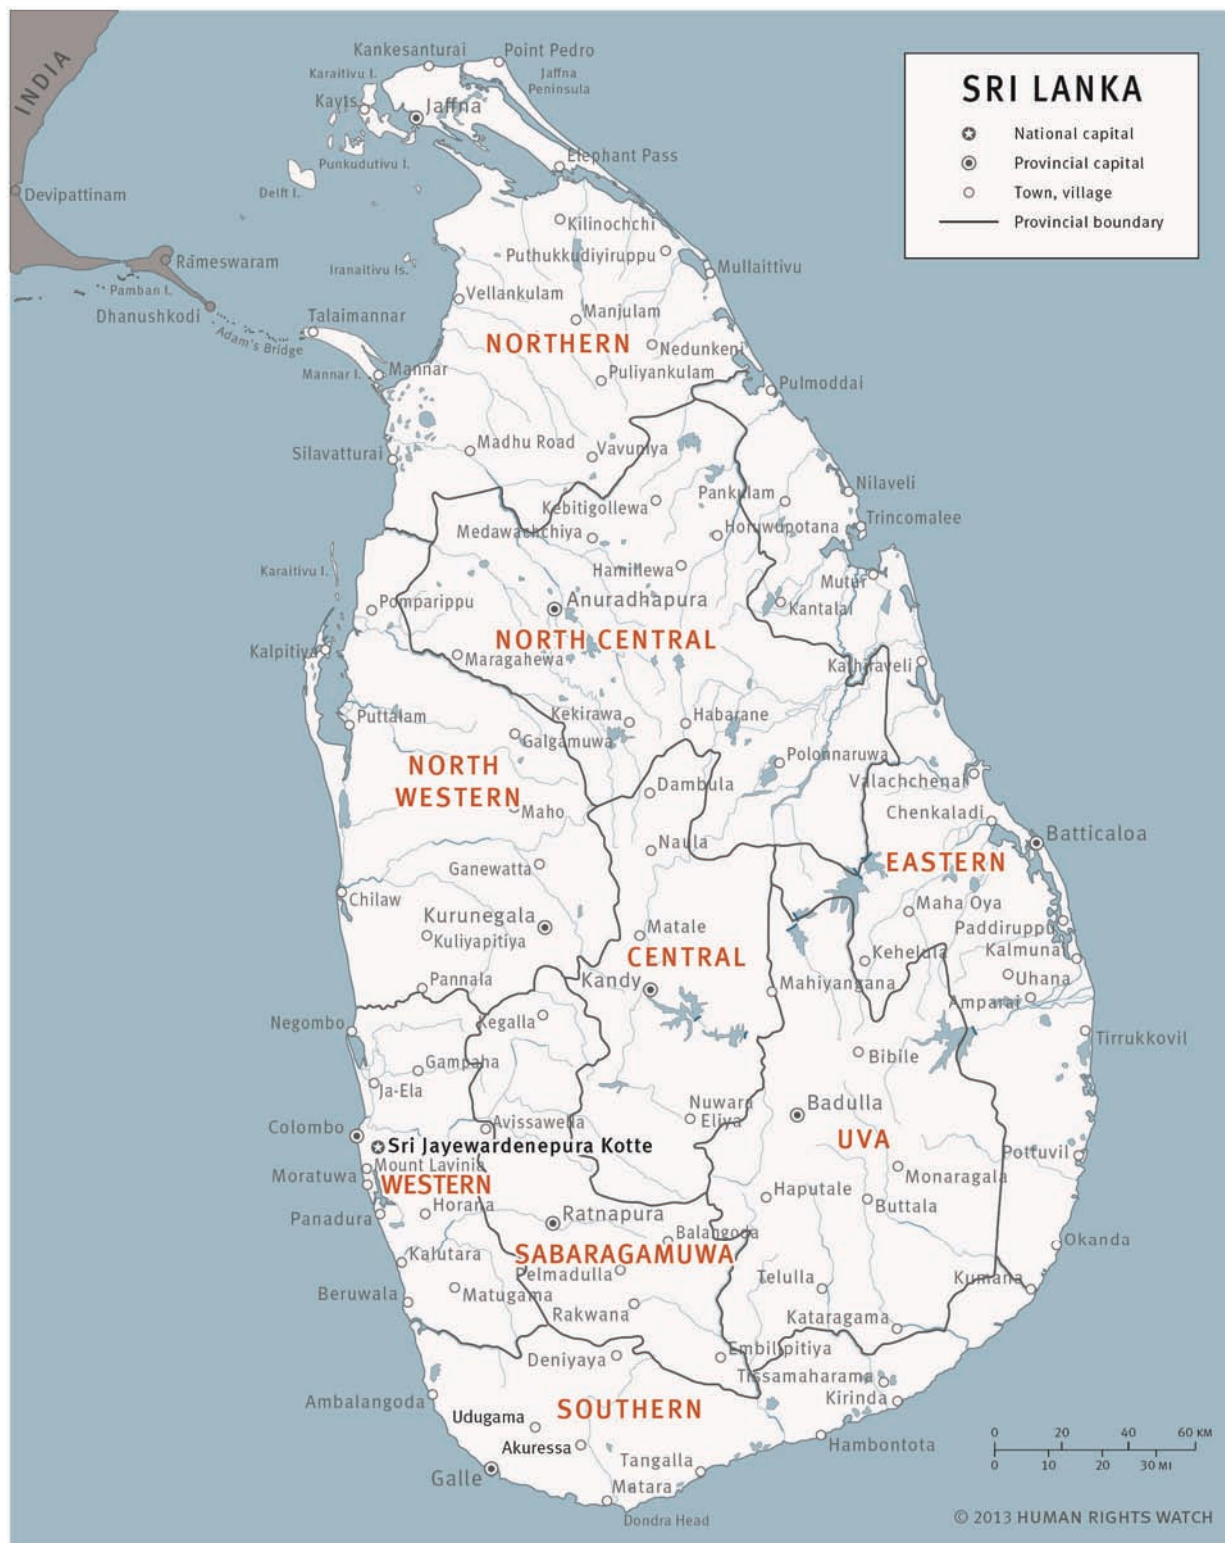 SRI LANKA
National capital
Provincial capital
Town, village
Provincial boundary
INDIA
Kankesanturai
Point Pedro
Karaitivu I.
Jaffna
Peninsula
Kayts
Jaffna
Punkudutivu I.
Elephant Pass
Delft I.
Devipattinam
Kilinochchi
Puthukkudiyiruppu
Rameswaram
Iranaitivu Is.
Mullaittivu
Pamban I.
Vellankulam
Dhanushkodi
Talaimannar
Manjulam
Adam's Bridge
NORTHERN
Nedunkeni
Mannar I.
Mannar
Puliyankulam
Pulmoddai
Silavatturai
Madhu Road
Vavuniya
Nilaveli
Pankulam
Kebitigollewa
Trincomalee
Medawachchiya
Horuwupotana
Karaitivu I.
Hamillewa
Mutur
Pomparippu
Anuradhapura
Kantalai
NORTH CENTRAL
Kalpitiya
Maragahewa
Kathiraveli
Puttalam
Kekirawa
Habarane
Galgamuwa
Polonnaruwa
NORTH
WESTERN
Dambula
Valachchenai
Maho
Chenkaladi
Naula
Batticaloa
Ganewatta
EASTERN
Chilaw
Maha Oya
Kurunegala
Paddiruppu
Kuliyapitiya
Matale
CENTRAL
Kehelula
Kalmunai
Pannala
Kandy
Mahiyangana
Uhana
Amparai
Negombo
Kegalla
Tirrukkovil
Gampaha
Bibile
Ja-Ela
Nuwara
Eliya
Badulla
Colombo
Avissawella
Sri Jayewardenepura Kotte
UVA
Mount Lavinia
Pottuvil
Moratuwa
WESTERN
Monaragala
Haputale
Buttala
Panadura
Horana
Ratnapura
Balangoda
Okanda
Kalutara
SABARAGAMUWA
Pelmadulla
Telulla
Kumana
Beruwala
Matugama
Rakwana
Kataragama
Embilipitiya
Deniyaya
Tissamaharama
Ambalangoda
Kirinda
SOUTHERN
Udugama
Akuressa
Hambontota
Tangalla
Galle
Matara
Dondra Head
0 20 40 60 KM
0 10 20 30 MI
© 2013 HUMAN RIGHTS WATCH